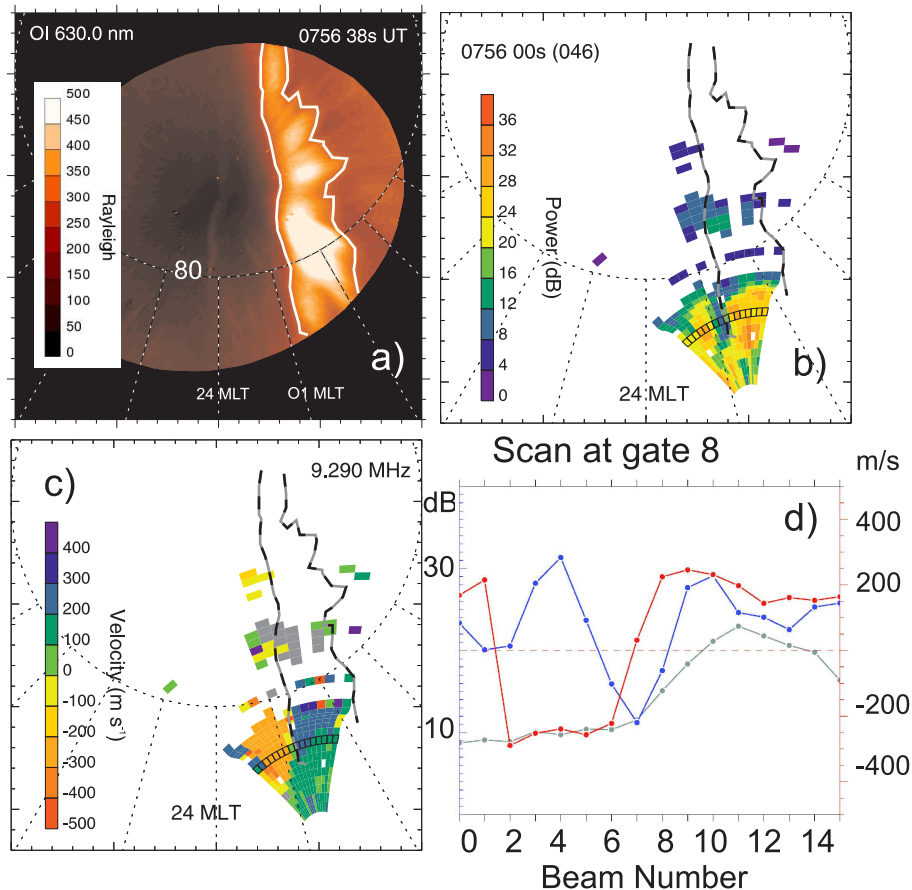 OI 630.0 nm
0756 38s UT
500
450
400
350
300
250
200
150
100
50
0
Rayleigh
80
24 MLT
O1 MLT
a)
0756 00s (046)
36
32
28
24
20
16
12
8
4
0
Power (dB)
24 MLT
b)
c)
9.290 MHz
400
300
200
100
0
-100
-200
-300
-400
-500
Velocity (m s⁻¹)
24 MLT
Scan at gate 8
m/s
dB
d)
400
30
200
10
-200
-400
0 2 4 6 8 10 12 14
Beam Number